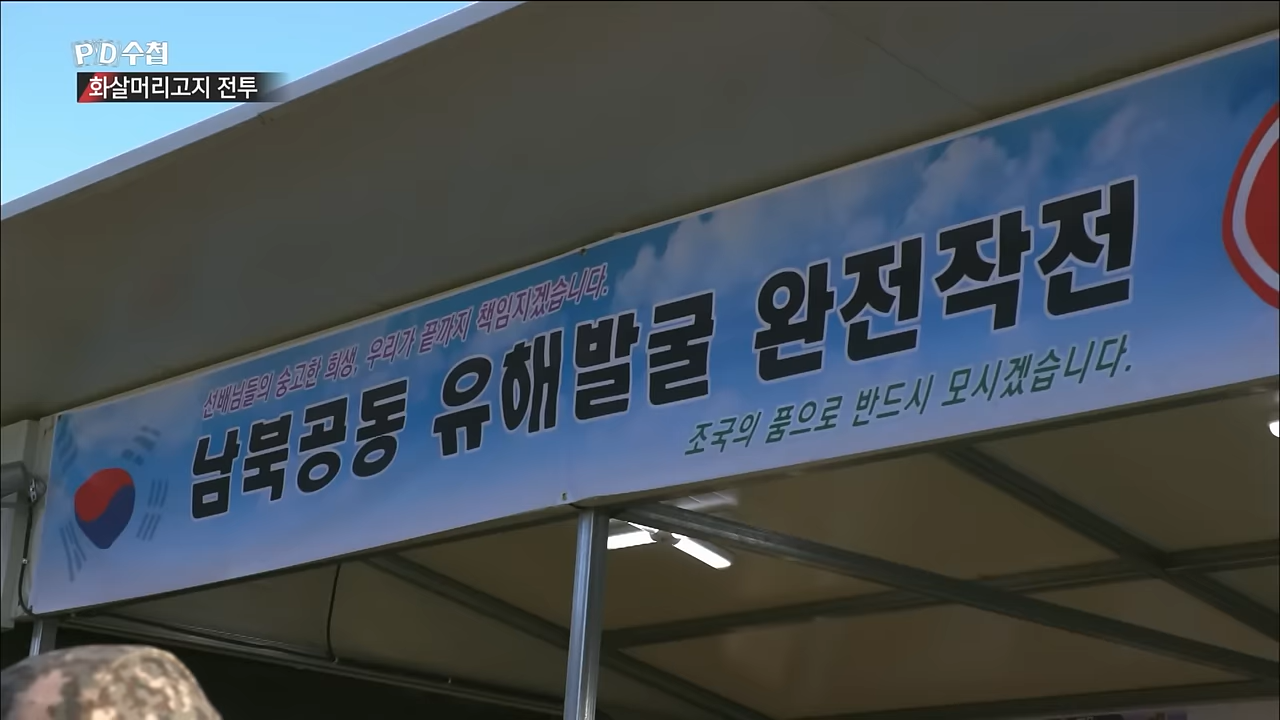 PD수첩
화살머리고지 전투
선배님들의 숭고한 희생, 우리가 끝까지 책임지겠습니다.
남북공동 유해발굴 완전작전
조국의 품으로 반드시 모시겠습니다.